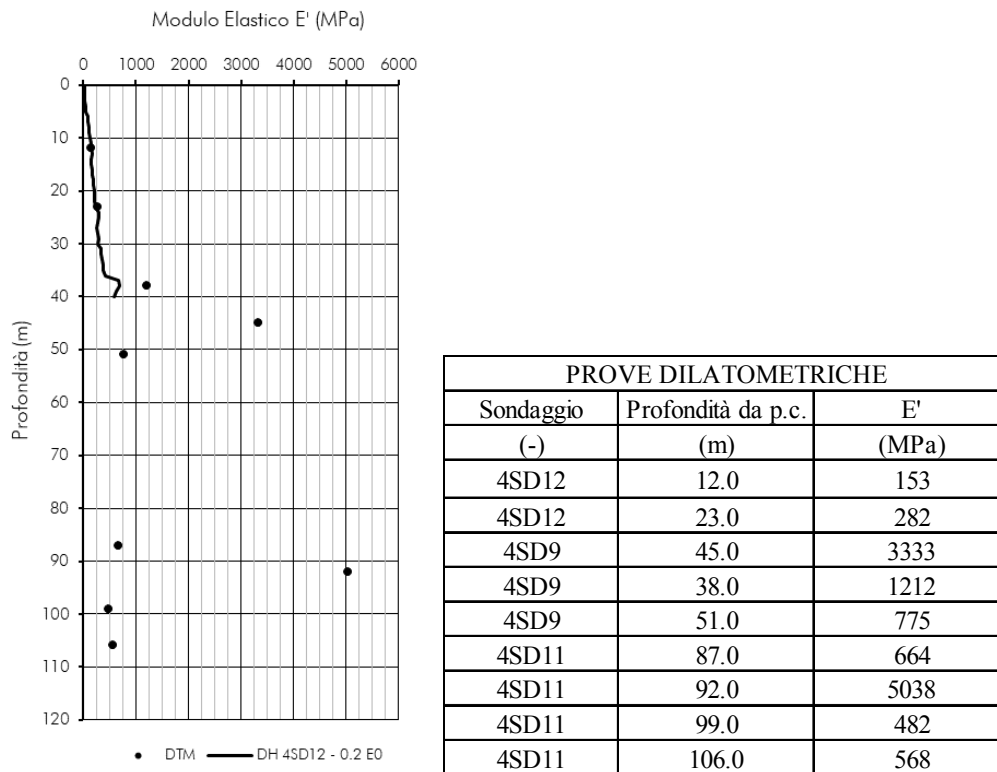 Modulo Elastico E' (MPa)
0 1000 2000 3000 4000 5000 6000
0
10
20
30
40
50
60
70
80
90
100
110
120
Profondità (m)
DTM DH 4SD12 - 0.2 E0
PROVE DILATOMETRICHE
Sondaggio Profondità da p.c. E'
(-) (m) (MPa)
4SD12 12.0 153
4SD12 23.0 282
4SD9 45.0 3333
4SD9 38.0 1212
4SD9 51.0 775
4SD11 87.0 664
4SD11 92.0 5038
4SD11 99.0 482
4SD11 106.0 568